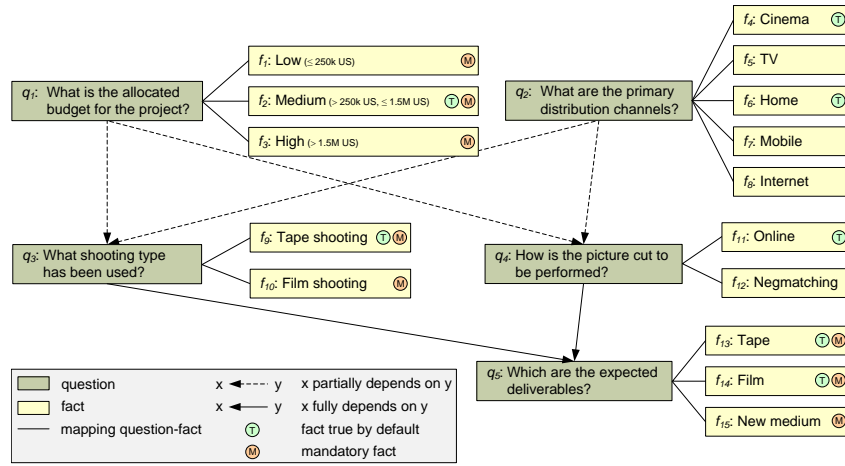 q1: What is the allocated
budget for the project?
f1: Low (≤ 250k US) M
f2: Medium (> 250k US, ≤ 1.5M US) T M
f3: High (> 1.5M US) M
q2: What are the primary
distribution channels?
f4: Cinema T
f5: TV
f6: Home T
f7: Mobile
f8: Internet
q3: What shooting type
has been used?
f9: Tape shooting T M
f10: Film shooting M
q4: How is the picture cut to
be performed?
f11: Online T
f12: Negmatching
q5: Which are the expected
deliverables?
f13: Tape T M
f14: Film T M
f15: New medium M
question
fact
mapping question-fact
x y x partially depends on y
x y x fully depends on y
T fact true by default
M mandatory fact